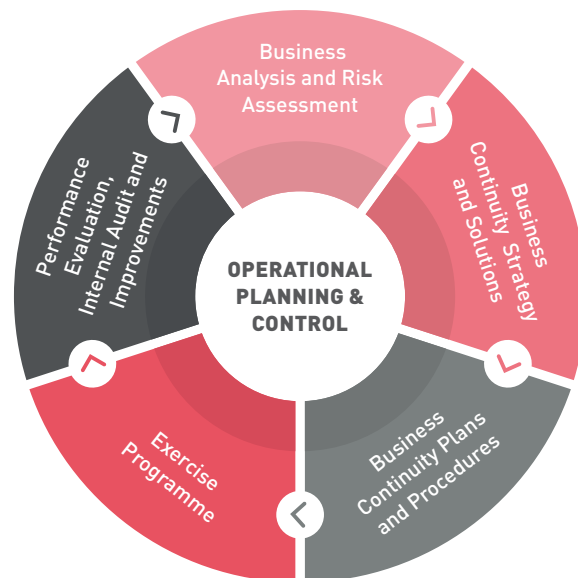 Business
Analysis and Risk
Assessment
Business
Continuity Strategy
and Solutions
Business
Continuity Plans
and Procedures
Exercise
Programme
Performance
Evaluation,
Internal Audit and
Improvements
OPERATIONAL
PLANNING &
CONTROL